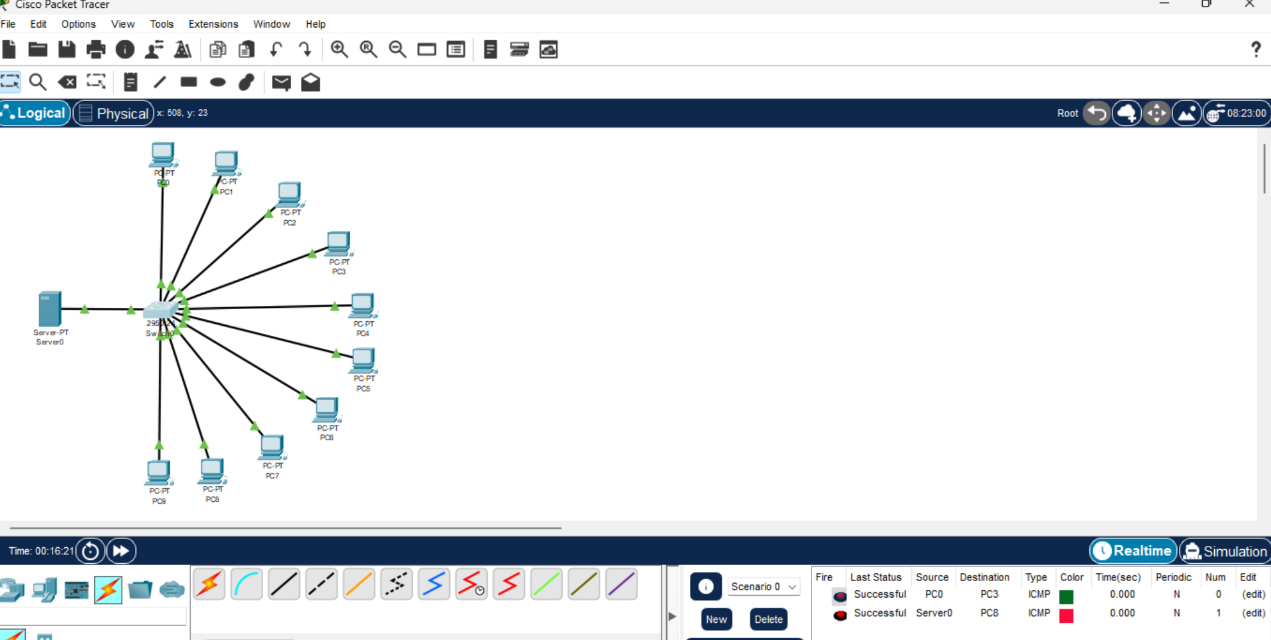 Cisco Packet Tracer
File Edit Options View Tools Extensions Window Help
?
Logical Physical x: 508, y: 23 Root 08:23:00
PC-PT
PC0
PC-PT
PC1
PC-PT
PC2
PC-PT
PC3
PC-PT
PC4
Server-PT
Server0
PC-PT
PC5
PC-PT
PC6
PC-PT
PC7
PC-PT
PC8
PC-PT
PC9
Time: 00:16:21 Realtime Simulation
Scenario 0
New Delete
Fire Last Status Source Destination Type Color Time(sec) Periodic Num Edit
Successful PC0 PC3 ICMP 0.000 N 0 (edit)
Successful Server0 PC8 ICMP 0.000 N 1 (edit)